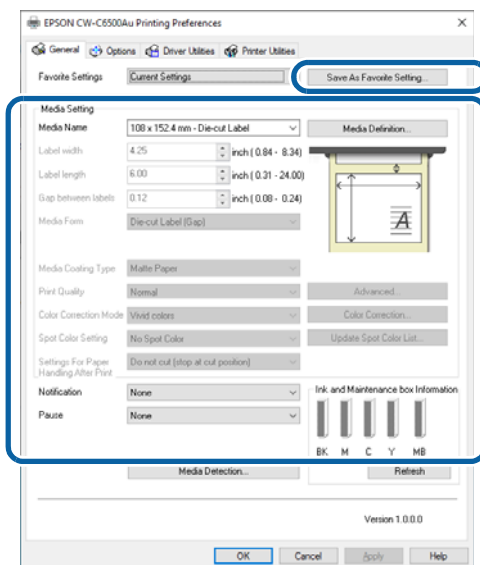 EPSON CW-C6500Au Printing Preferences
General Options Driver Utilities Printer Utilities
Favorite Settings Current Settings Save As Favorite Setting...
Media Setting
Media Name 108 x 152.4 mm - Die-cut Label Media Definition...
Label width 4.25 inch ( 0.84 - 8.34)
Label length 6.00 inch ( 0.31 - 24.00)
Gap between labels 0.12 inch ( 0.08 - 0.24)
Media Form Die-cut Label (Gap)
A
Media Coating Type Matte Paper
Print Quality Normal Advanced...
Color Correction Mode Vivid colors Color Correction...
Spot Color Setting No Spot Color Update Spot Color List...
Settings For Paper Do not cut (stop at cut position)
Handling After Print
Notification None Ink and Maintenance box Information
Pause None
BK M C Y MB
Media Detection... Refresh
Version 1.0.0.0
OK Cancel Apply Help